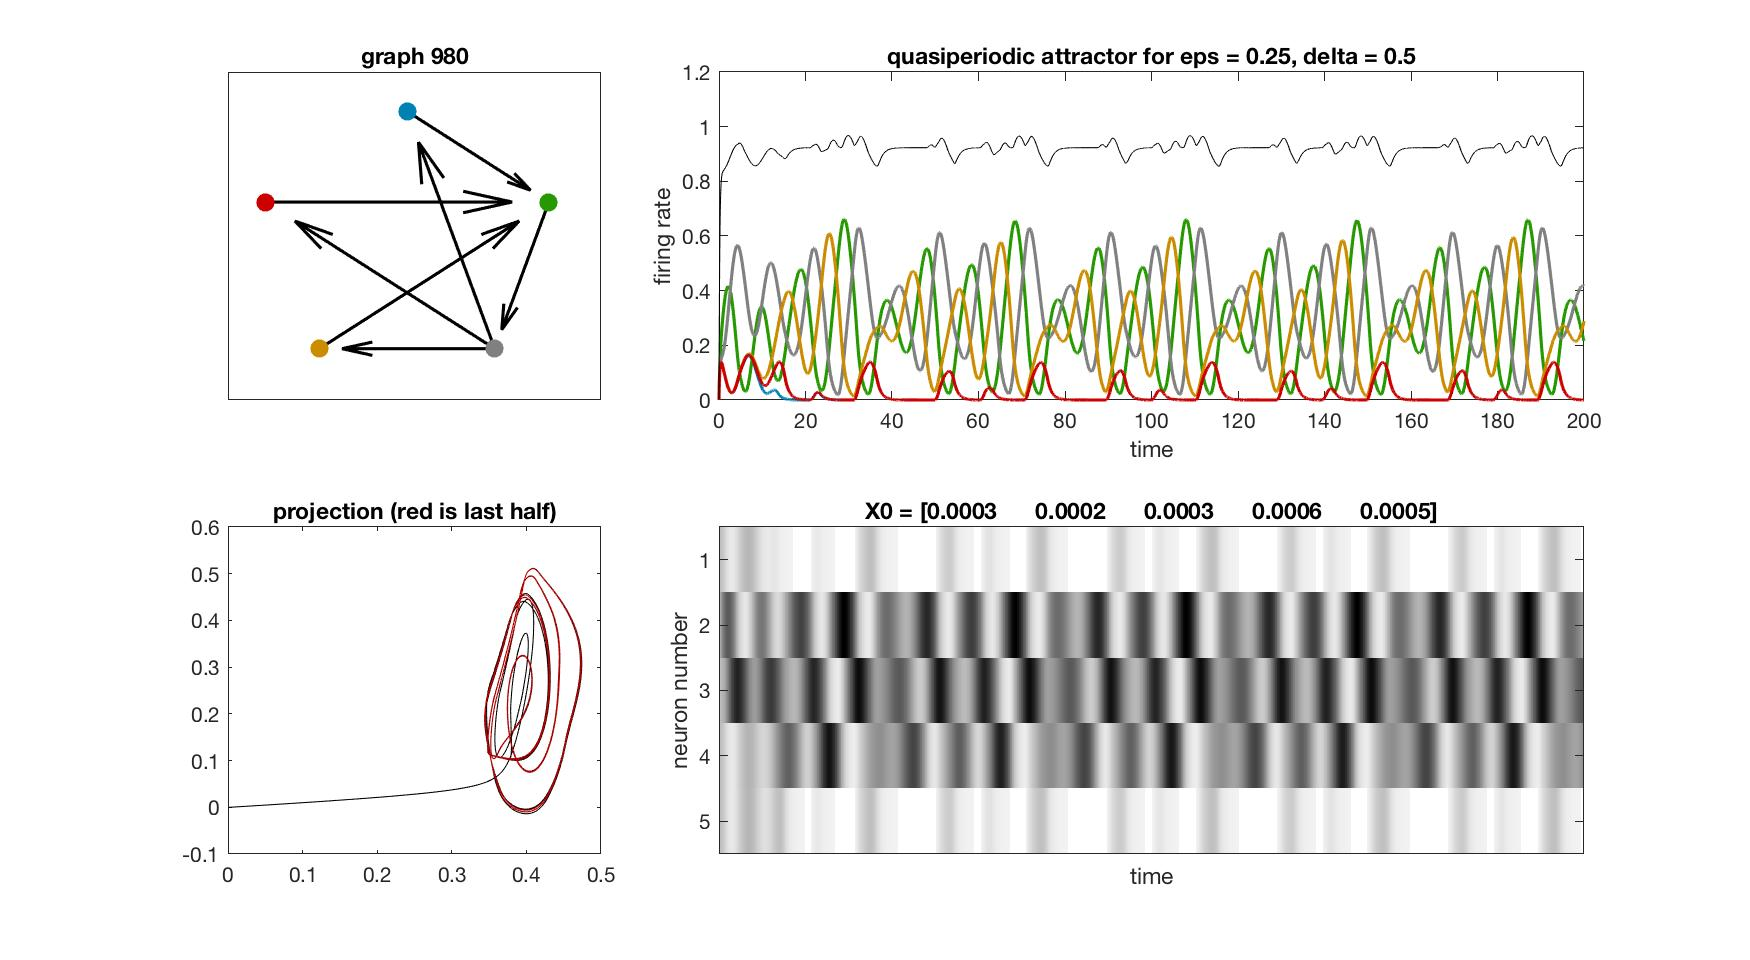 graph 980
quasiperiodic attractor for eps = 0.25, delta = 0.5
1.2
1
0.8
0.6
0.4
0.2
0
firing rate
0 20 40 60 80 100 120 140 160 180 200
time
projection (red is last half)
0.6
0.5
0.4
0.3
0.2
0.1
0
-0.1
0 0.1 0.2 0.3 0.4 0.5
X0 = [0.0003 0.0002 0.0003 0.0006 0.0005]
1
2
3
4
5
neuron number
time